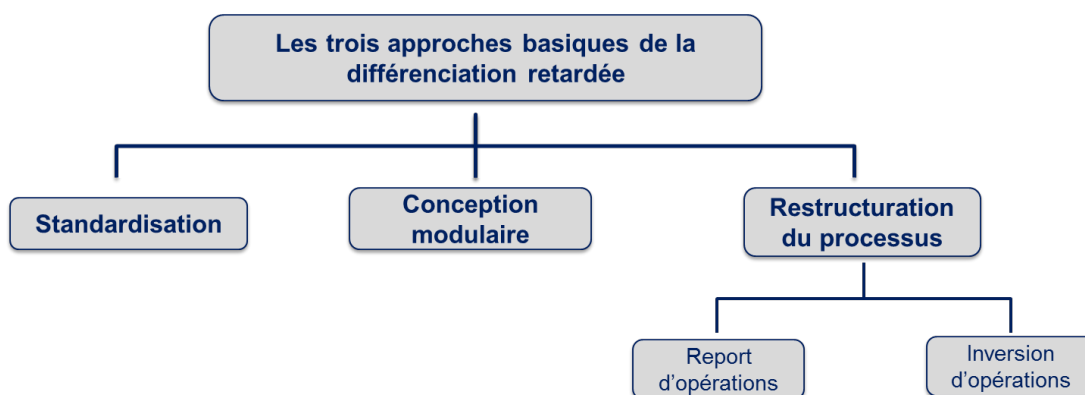 Les trois approches basiques de la
différenciation retardée
Standardisation
Conception
modulaire
Restructuration
du processus
Report
d'opérations
Inversion
d'opérations